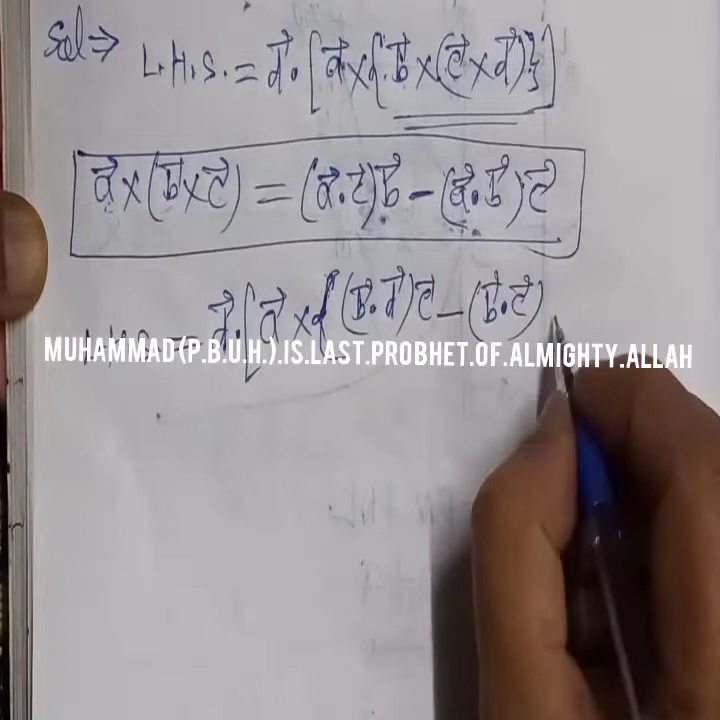 Sol ⇒ L.H.S. = d⃗.[a⃗×{b⃗×(c⃗×d⃗)}]
a⃗×(b⃗×c⃗) = (a⃗.c⃗)b⃗ - (a⃗.b⃗)c⃗
= d⃗.[a⃗×{(b⃗.d⃗)c⃗ - (b⃗.c⃗)
MUHAMMAD(P.B.U.H.).IS.LAST.PROBHET.OF.ALMIGHTY.ALLAH